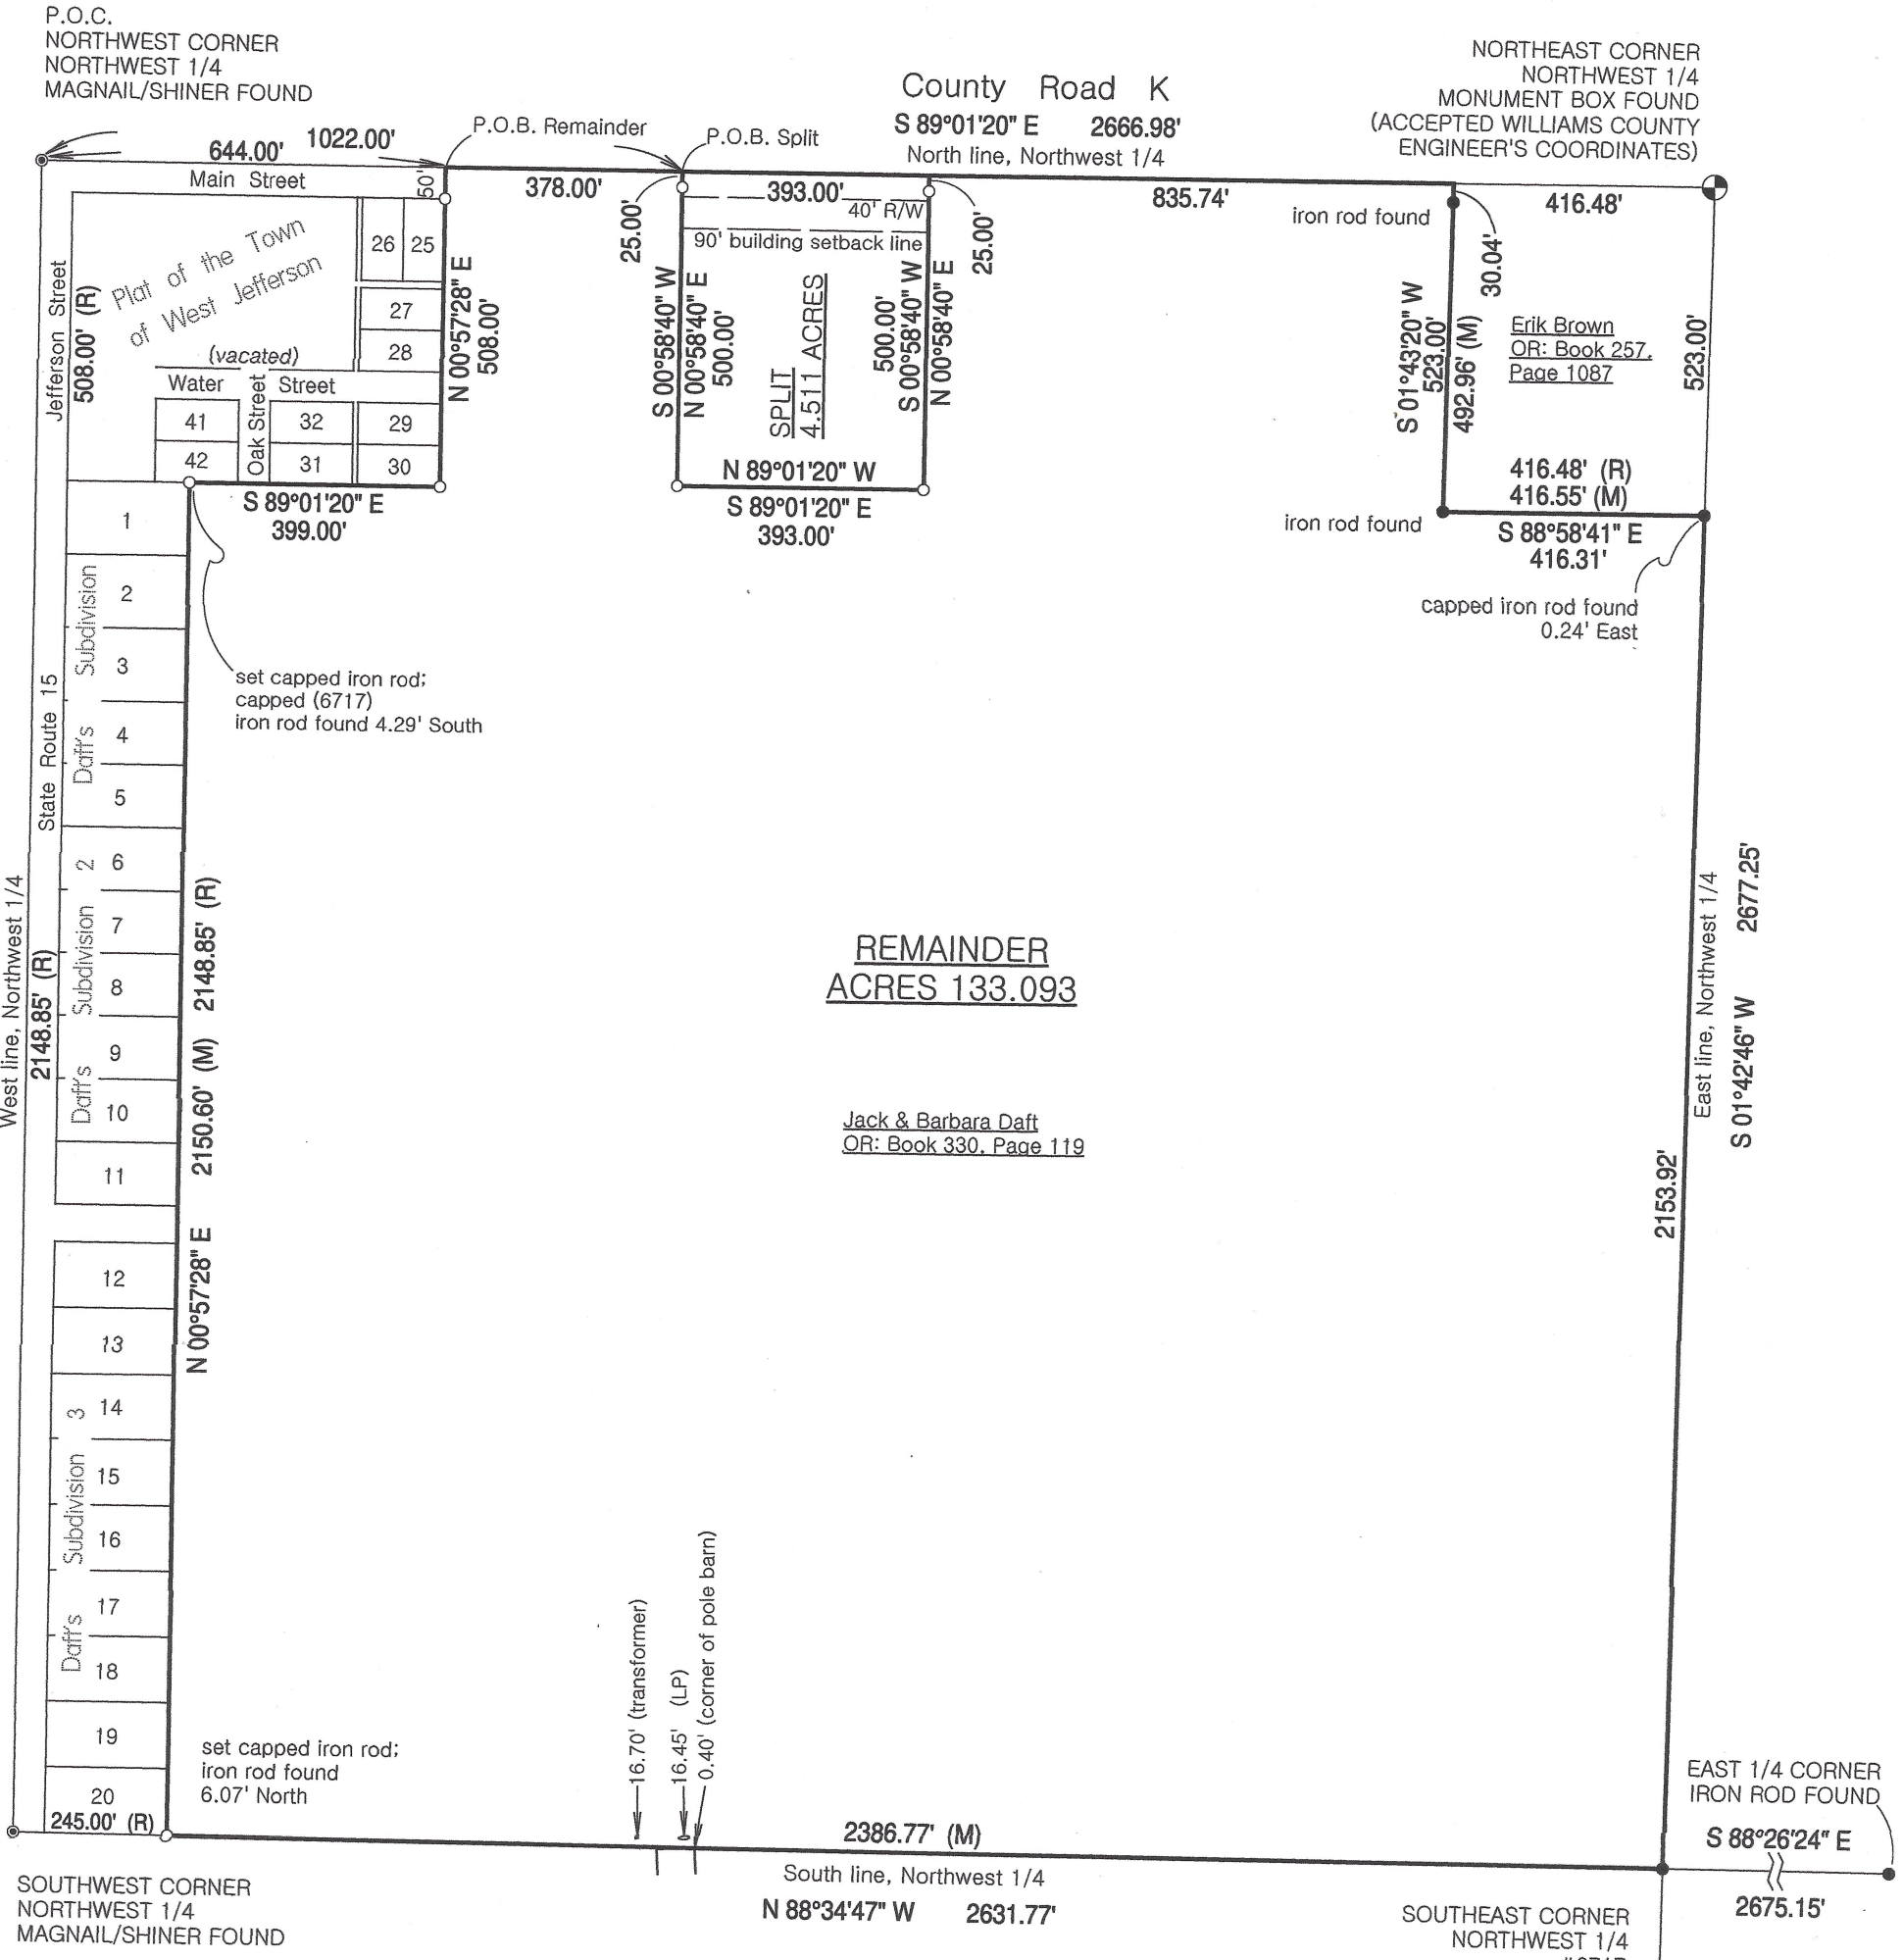 P.O.C.
NORTHWEST CORNER
NORTHWEST 1/4
MAGNAIL/SHINER FOUND
NORTHEAST CORNER
NORTHWEST 1/4
MONUMENT BOX FOUND
(ACCEPTED WILLIAMS COUNTY
ENGINEER'S COORDINATES)
County Road K
S 89°01'20" E 2666.98'
North line, Northwest 1/4
P.O.B. Remainder
P.O.B. Split
1022.00'
644.00'
Main Street
50'
378.00'
393.00'
835.74'
416.48'
40' R/W
90' building setback line
25.00'
25.00'
iron rod found
30.04'
Plat of the Town
of West Jefferson
(vacated)
26
25
27
28
Water
Street
Oak Street
41
32
29
42
31
30
Jefferson Street
508.00' (R)
N 00°57'28" E
508.00'
S 00°58'40" W
N 00°58'40" E
500.00'
SPLIT
4.511 ACRES
500.00'
S 00°58'40" W
N 00°58'40" E
S 01°43'20" W
523.00'
492.96' (M)
Erik Brown
OR: Book 257,
Page 1087
523.00'
S 89°01'20" E
399.00'
N 89°01'20" W
S 89°01'20" E
393.00'
416.48' (R)
416.55' (M)
iron rod found
S 88°58'41" E
416.31'
capped iron rod found
0.24' East
set capped iron rod;
capped (6717)
iron rod found 4.29' South
1
2
3
4
5
Daft's Subdivision
State Route 15
6
7
8
9
10
11
Daft's Subdivision 2
West line, Northwest 1/4
2148.85' (R)
N 00°57'28" E 2150.60' (M) 2148.85' (R)
REMAINDER
ACRES 133.093
Jack & Barbara Daft
OR: Book 330, Page 119
2153.92'
East line, Northwest 1/4
S 01°42'46" W 2677.25'
12
13
14
15
16
17
18
19
20
Daft's Subdivision 3
245.00' (R)
set capped iron rod;
iron rod found
6.07' North
16.70' (transformer)
16.45' (LP)
0.40' (corner of pole barn)
2386.77' (M)
South line, Northwest 1/4
N 88°34'47" W 2631.77'
EAST 1/4 CORNER
IRON ROD FOUND
S 88°26'24" E
2675.15'
SOUTHWEST CORNER
NORTHWEST 1/4
MAGNAIL/SHINER FOUND
SOUTHEAST CORNER
NORTHWEST 1/4